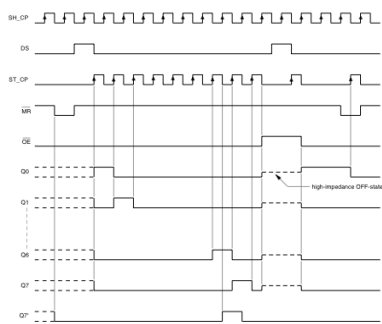 SH_CP
DS
ST_CP
MR
OE
Q0
high-impedance OFF-state
Q1
Q6
Q7
Q7'